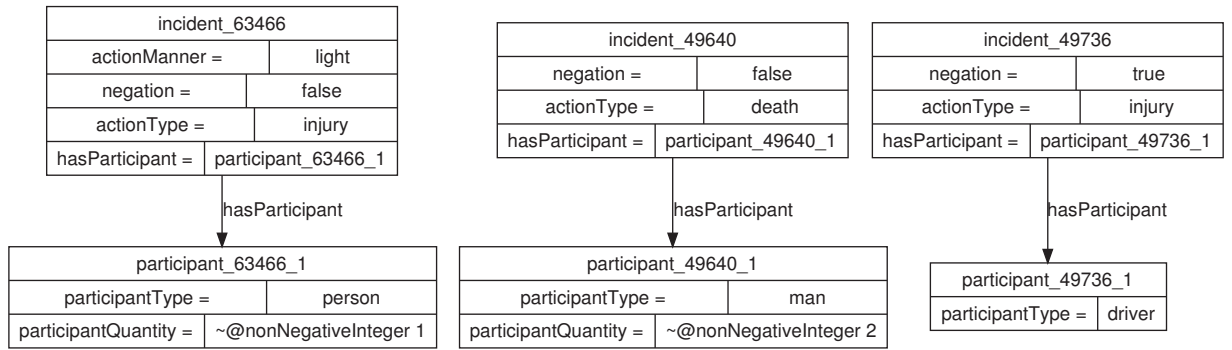 incident_63466
actionManner = light
negation = false
actionType = injury
hasParticipant = participant_63466_1
hasParticipant
participant_63466_1
participantType = person
participantQuantity = ~@nonNegativeInteger 1
incident_49640
negation = false
actionType = death
hasParticipant = participant_49640_1
hasParticipant
participant_49640_1
participantType = man
participantQuantity = ~@nonNegativeInteger 2
incident_49736
negation = true
actionType = injury
hasParticipant = participant_49736_1
hasParticipant
participant_49736_1
participantType = driver